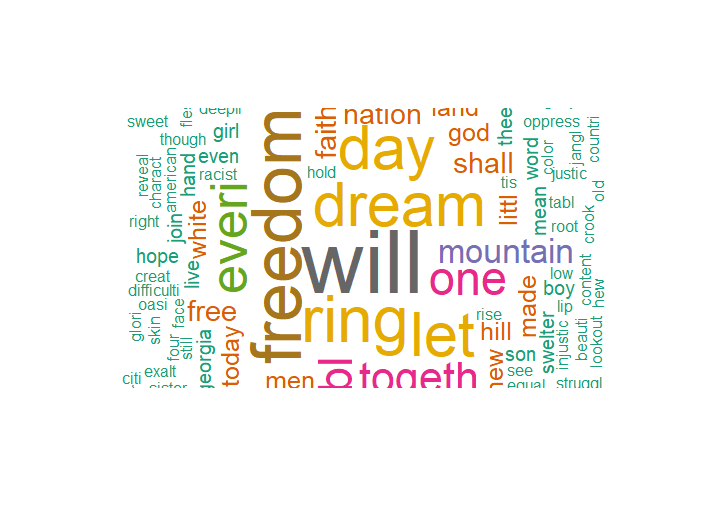 sweet
fle
deepli
though
girl
reveal
charact
american
hand
even
racist
right
join
white
everi
freedom
hope
live
creat
difficulti
oasi
glori
skin
face
free
four
still
georgia
today
citi
exalt
sister
faith
nation
land
hold
day
god
shall
thee
dream
will
mountain
one
ring
let
rise
hill
made
men
bl
togeth
new
son
see
equal
oppress
word
color
jangl
countri
justic
tis
littl
mean
tabl
old
root
crook
low
boy
content
hew
lip
swelter
injustic
beauti
lookout
struggl